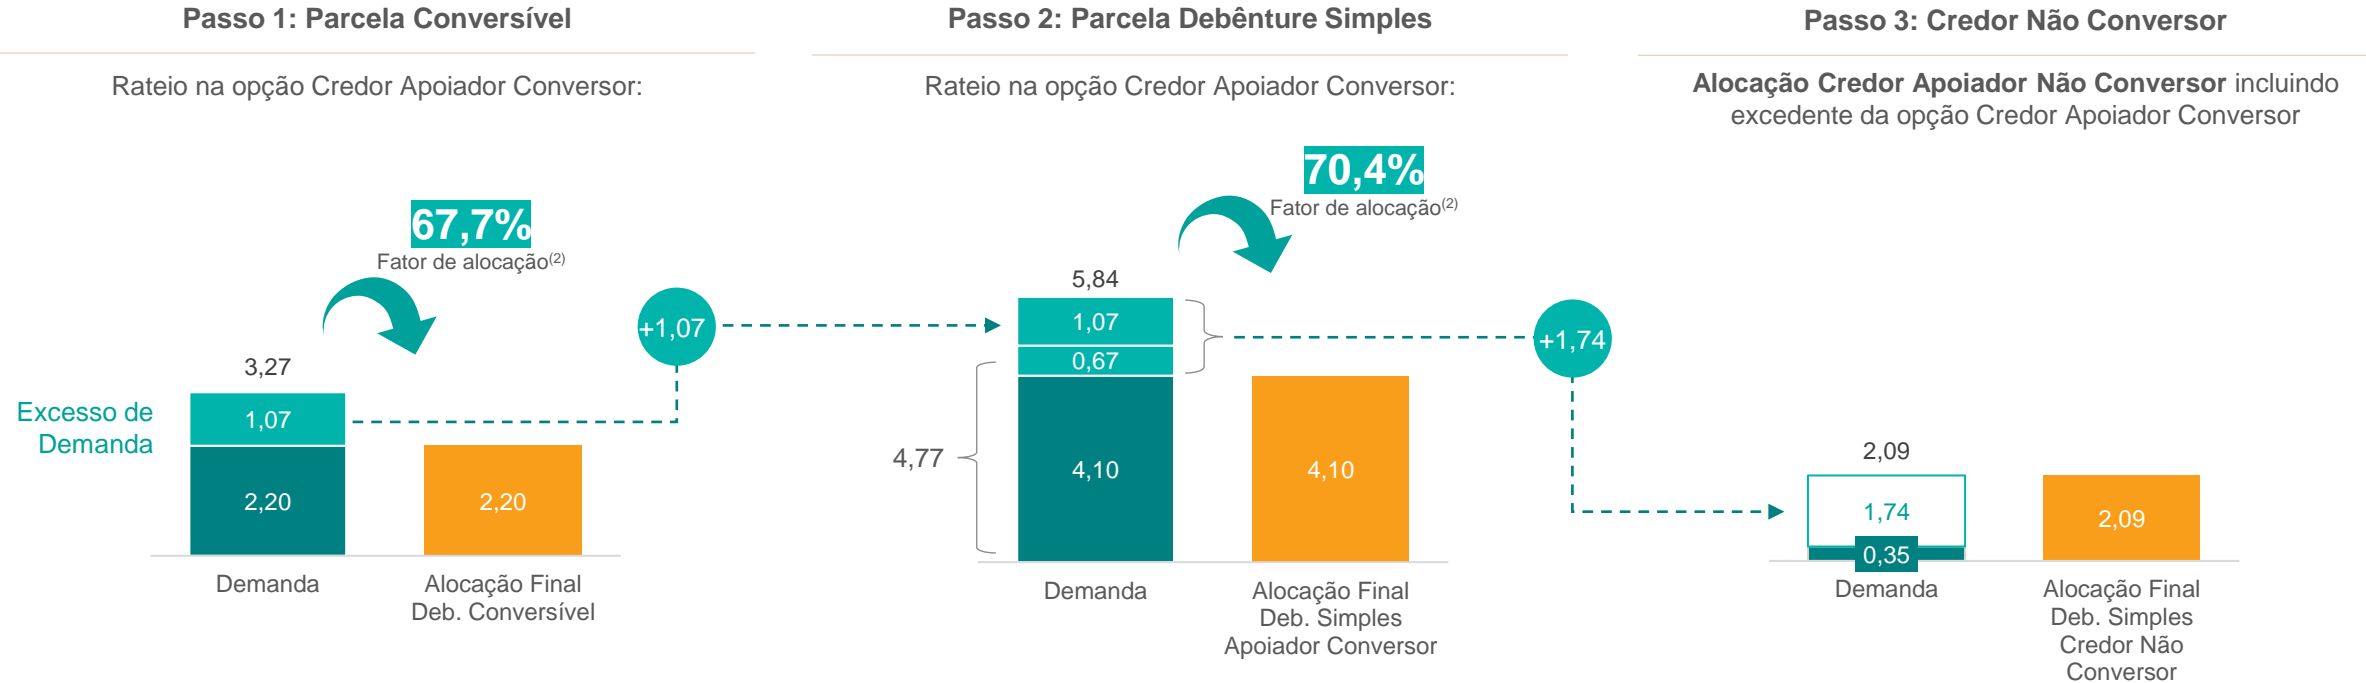 Passo 1: Parcela Conversível
Rateio na opção Credor Apoiador Conversor:
67,7%
Fator de alocação(2)
+1,07
3,27
Excesso de
Demanda
1,07
2,20
2,20
Demanda
Alocação Final
Deb. Conversível
Passo 2: Parcela Debênture Simples
Rateio na opção Credor Apoiador Conversor:
70,4%
Fator de alocação(2)
5,84
1,07
0,67
+1,74
4,77
4,10
4,10
Demanda
Alocação Final
Deb. Simples
Apoiador Conversor
Passo 3: Credor Não Conversor
Alocação Credor Apoiador Não Conversor incluindo
excedente da opção Credor Apoiador Conversor
2,09
1,74
0,35
2,09
Demanda
Alocação Final
Deb. Simples
Credor Não
Conversor